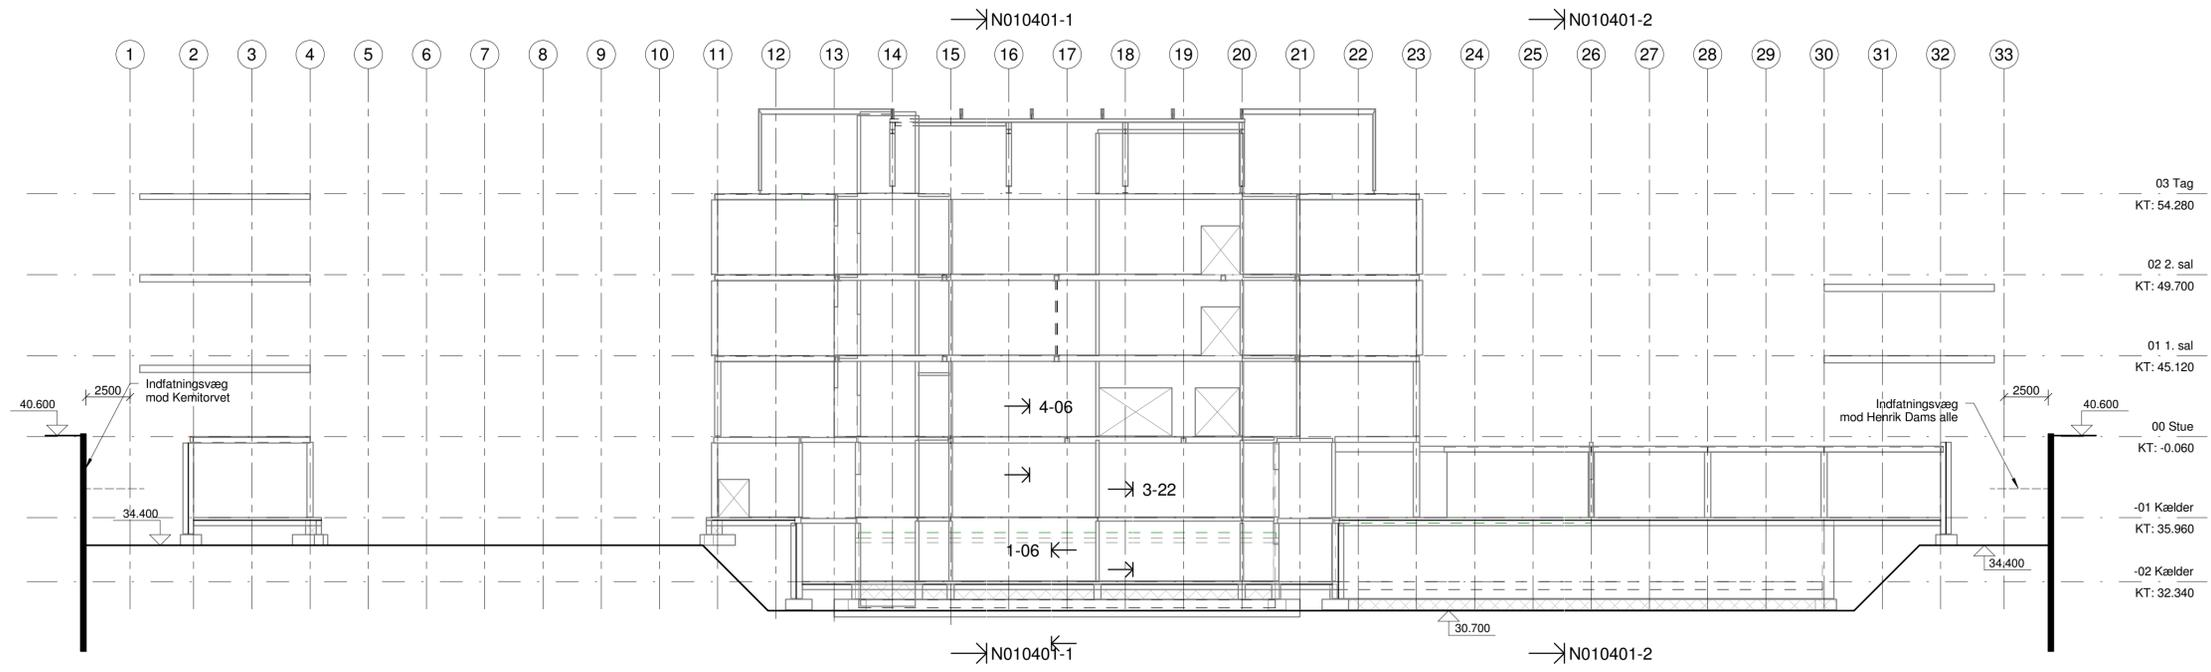 N010401-1
N010401-2
1 2 3 4 5 6 7 8 9 10 11 12 13 14 15 16 17 18 19 20 21 22 23 24 25 26 27 28 29 30 31 32 33
03 Tag
KT: 54.280
02 2. sal
KT: 49.700
01 1. sal
KT: 45.120
2500
Indfatningsvæg
mod Kemitorvet
40.600
4-06
2500
Indfatningsvæg
mod Henrik Dams alle
40.600
00 Stue
KT: -0.060
3-22
34.400
-01 Kælder
KT: 35.960
1-06
34.400
-02 Kælder
KT: 32.340
30.700
N010401-1
N010401-2